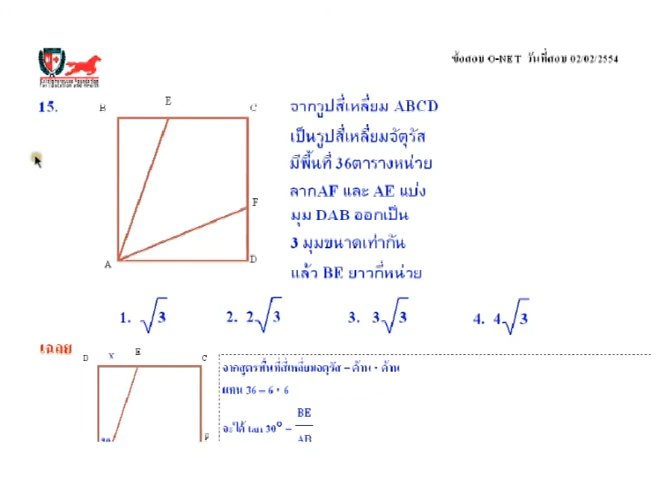 ข้อสอบ O-NET วันที่สอบ 02/02/2554
15.
B E C
จากรูปสี่เหลี่ยม ABCD
เป็นรูปสี่เหลี่ยมจัตุรัส
มีพื้นที่ 36ตารางหน่วย
ลากAF และ AE แบ่ง
F
มุม DAB ออกเป็น
3 มุมขนาดเท่ากัน
A D
แล้ว BE ยาวกี่หน่วย
1. √3 2. 2√3 3. 3√3 4. 4√3
เฉลย
D x E C
จากสูตรพื้นที่สี่เหลี่ยมจัตุรัส = ด้าน × ด้าน
แทน 36 = 6 × 6
จะได้ tan 30° = BE
AB
F
30